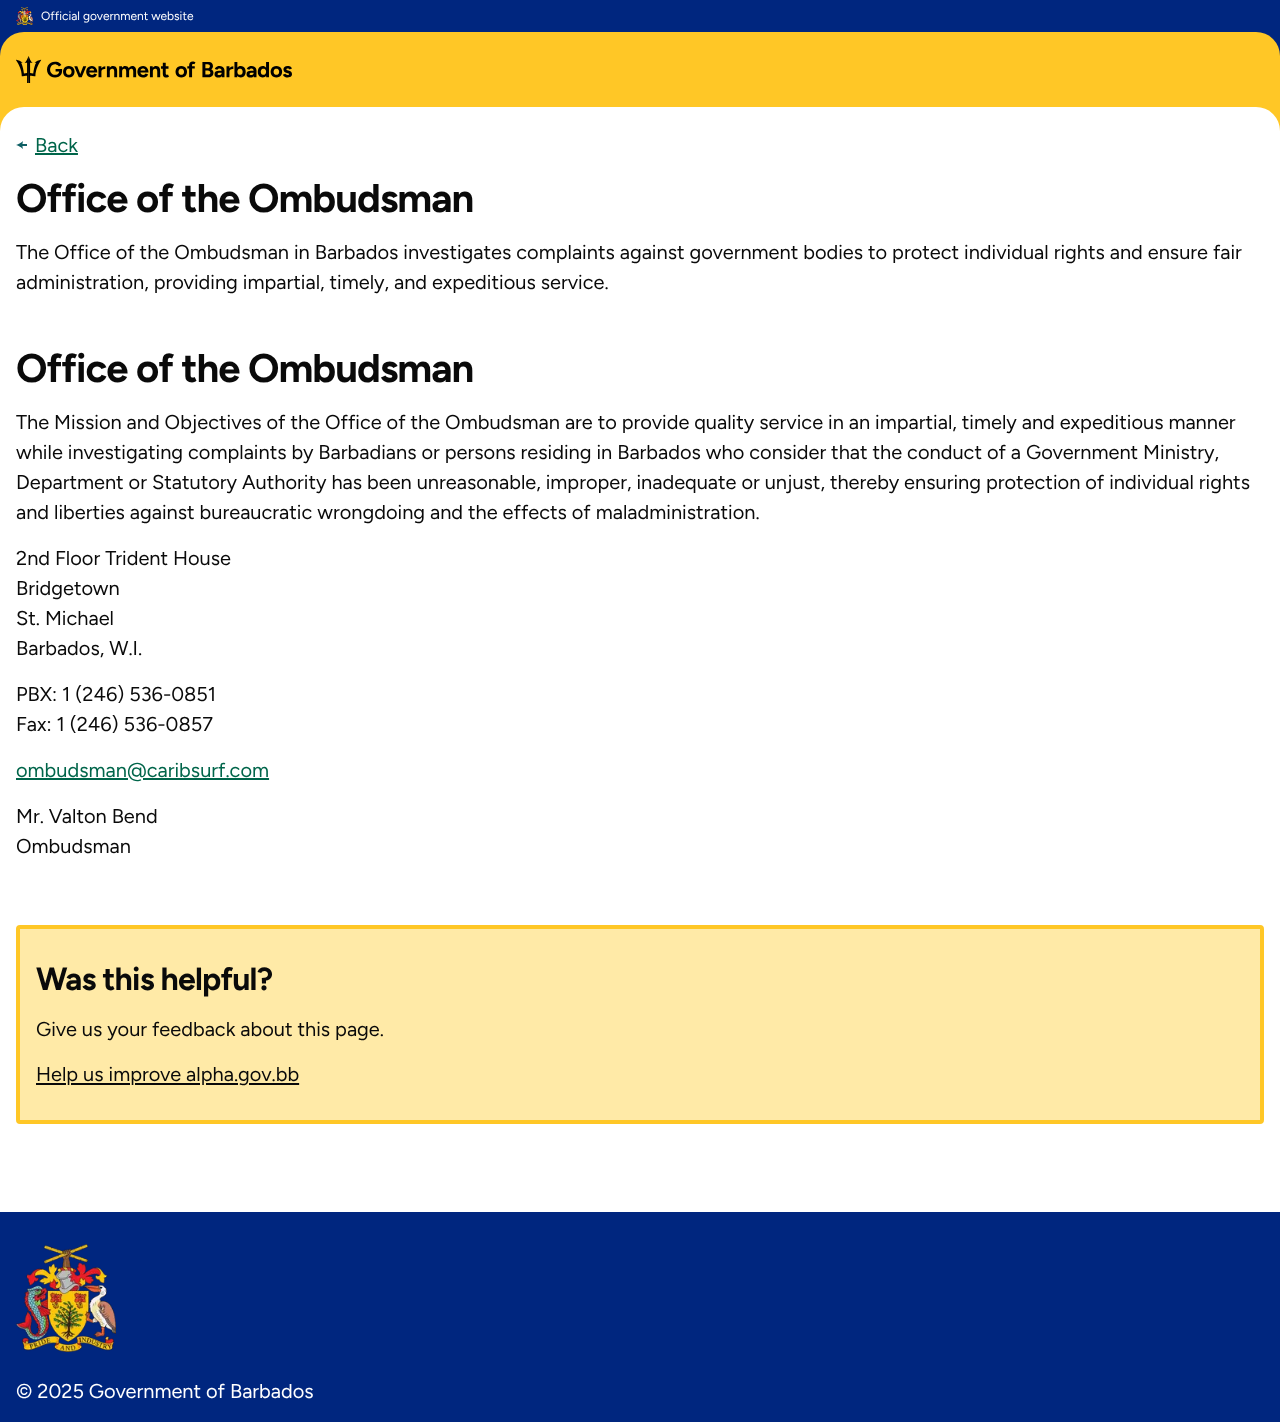 Official government website
Government of Barbados
Back
Office of the Ombudsman
The Office of the Ombudsman in Barbados investigates complaints against government bodies to protect individual rights and ensure fair
administration, providing impartial, timely, and expeditious service.
Office of the Ombudsman
The Mission and Objectives of the Office of the Ombudsman are to provide quality service in an impartial, timely and expeditious manner
while investigating complaints by Barbadians or persons residing in Barbados who consider that the conduct of a Government Ministry,
Department or Statutory Authority has been unreasonable, improper, inadequate or unjust, thereby ensuring protection of individual rights
and liberties against bureaucratic wrongdoing and the effects of maladministration.
2nd Floor Trident House
Bridgetown
St. Michael
Barbados, W.I.
PBX: 1 (246) 536-0851
Fax: 1 (246) 536-0857
ombudsman@caribsurf.com
Mr. Valton Bend
Ombudsman
Was this helpful?
Give us your feedback about this page.
Help us improve alpha.gov.bb
PRIDE AND INDUSTRY
© 2025 Government of Barbados